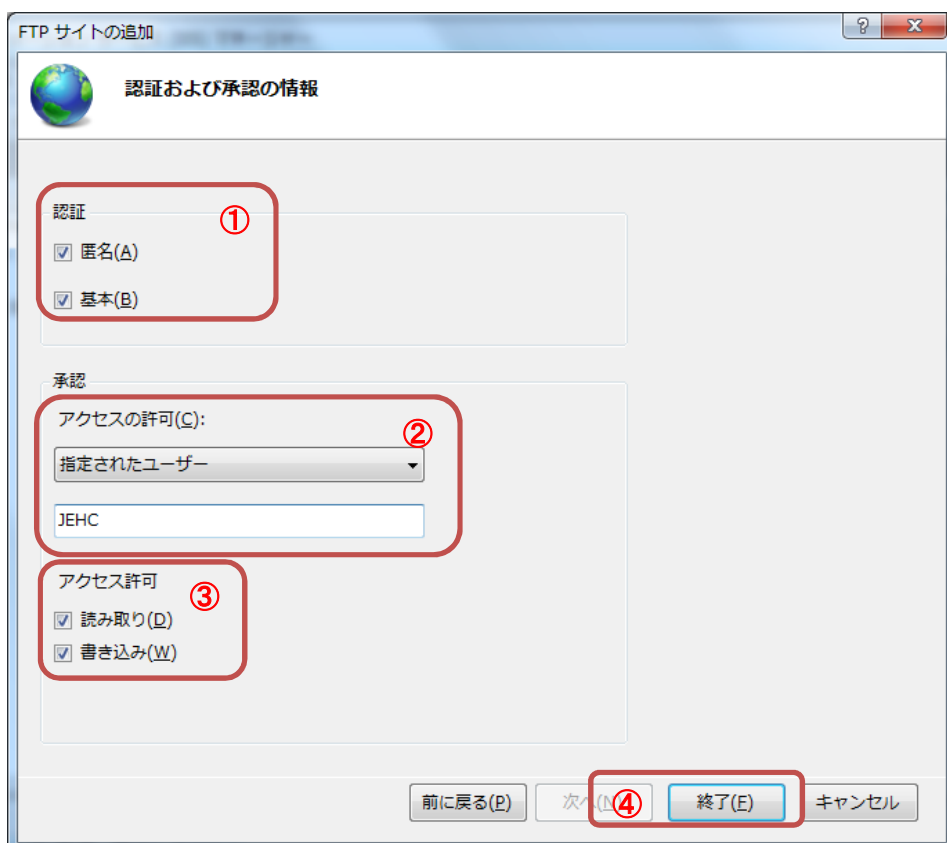 FTP サイトの追加
認証および承認の情報
認証
①
匿名(A)
基本(B)
承認
アクセスの許可(C):
②
指定されたユーザー
JEHC
アクセス許可
③
読み取り(D)
書き込み(W)
前に戻る(P)
次へ(N)
④
終了(F)
キャンセル